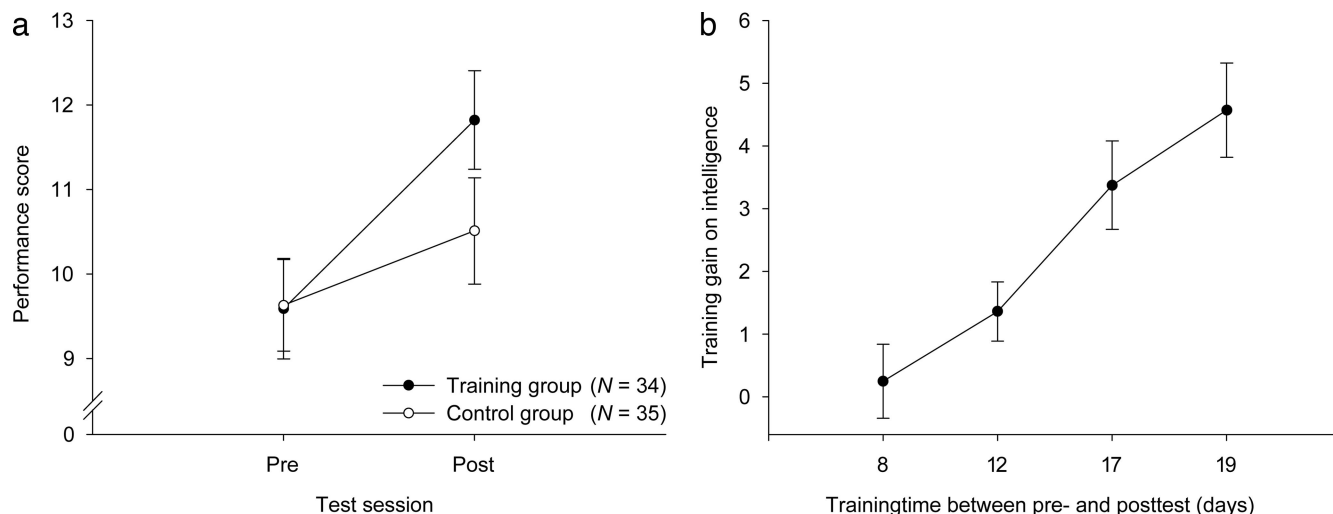 a
13
12
11
10
9
0
Performance score
Training group (N = 34)
Control group (N = 35)
Pre Post
Test session
b
6
5
4
3
2
1
0
Training gain on intelligence
8 12 17 19
Trainingtime between pre- and posttest (days)